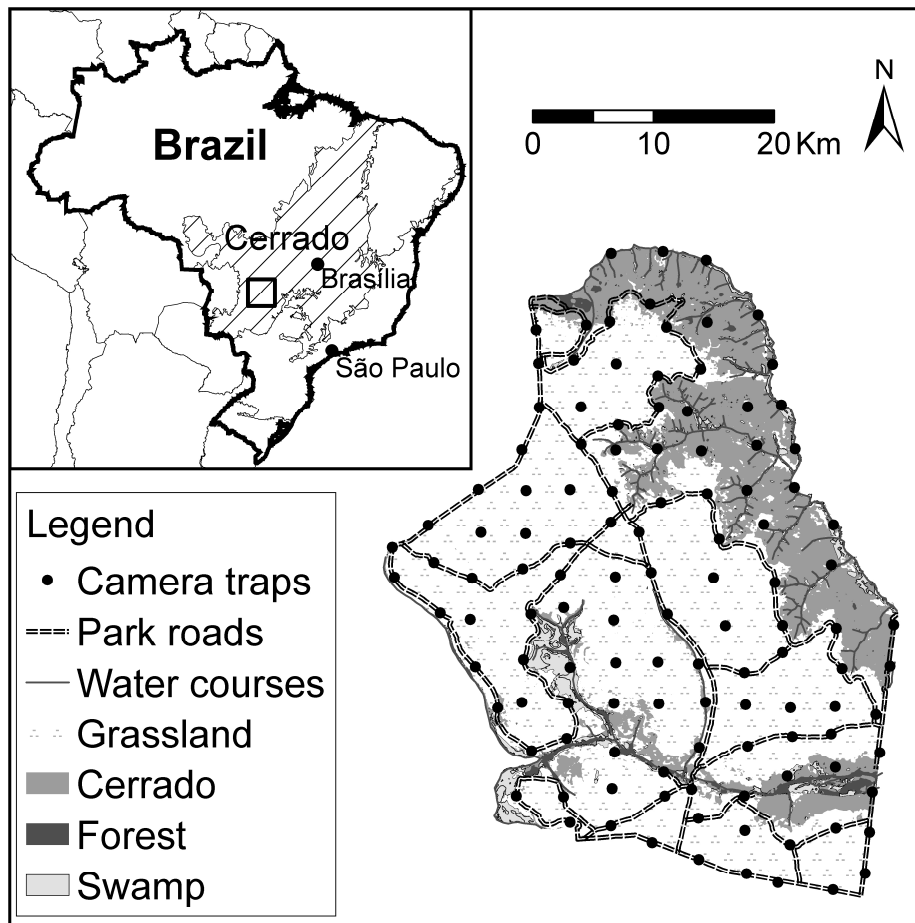 Brazil
Cerrado
Brasília
São Paulo
N
0 10 20 Km
Legend
Camera traps
Park roads
Water courses
Grassland
Cerrado
Forest
Swamp